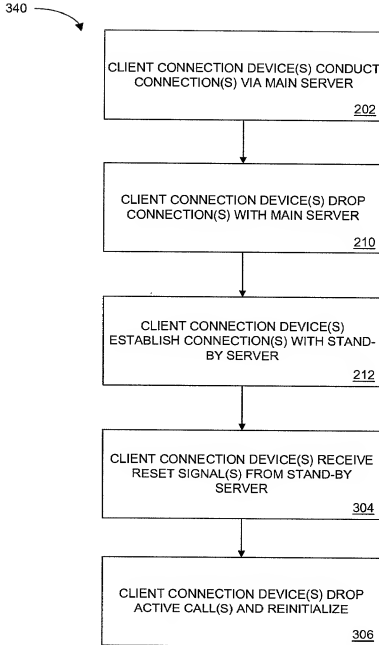 340
CLIENT CONNECTION DEVICE(S) CONDUCT
CONNECTION(S) VIA MAIN SERVER
202
CLIENT CONNECTION DEVICE(S) DROP
CONNECTION(S) WITH MAIN SERVER
210
CLIENT CONNECTION DEVICE(S)
ESTABLISH CONNECTION(S) WITH STAND-
BY SERVER
212
CLIENT CONNECTION DEVICE(S) RECEIVE
RESET SIGNAL(S) FROM STAND-BY
SERVER
304
CLIENT CONNECTION DEVICE(S) DROP
ACTIVE CALL(S) AND REINITIALIZE
306